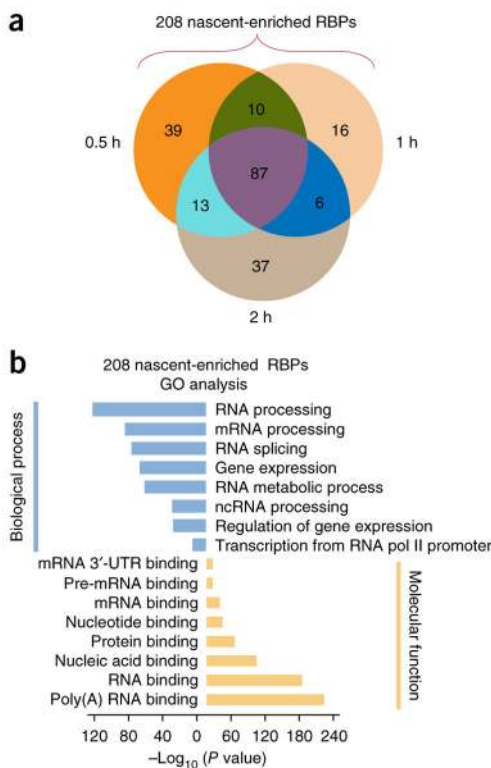 a
208 nascent-enriched RBPs
39
10
16
0.5 h
1 h
87
13
6
37
2 h
b
208 nascent-enriched RBPs
GO analysis
Biological process
RNA processing
mRNA processing
RNA splicing
Gene expression
RNA metabolic process
ncRNA processing
Regulation of gene expression
Transcription from RNA pol II promoter
mRNA 3′-UTR binding
Pre-mRNA binding
mRNA binding
Nucleotide binding
Protein binding
Nucleic acid binding
RNA binding
Poly(A) RNA binding
Molecular function
120 80 40 0 60 120 180 240
–Log10 (P value)